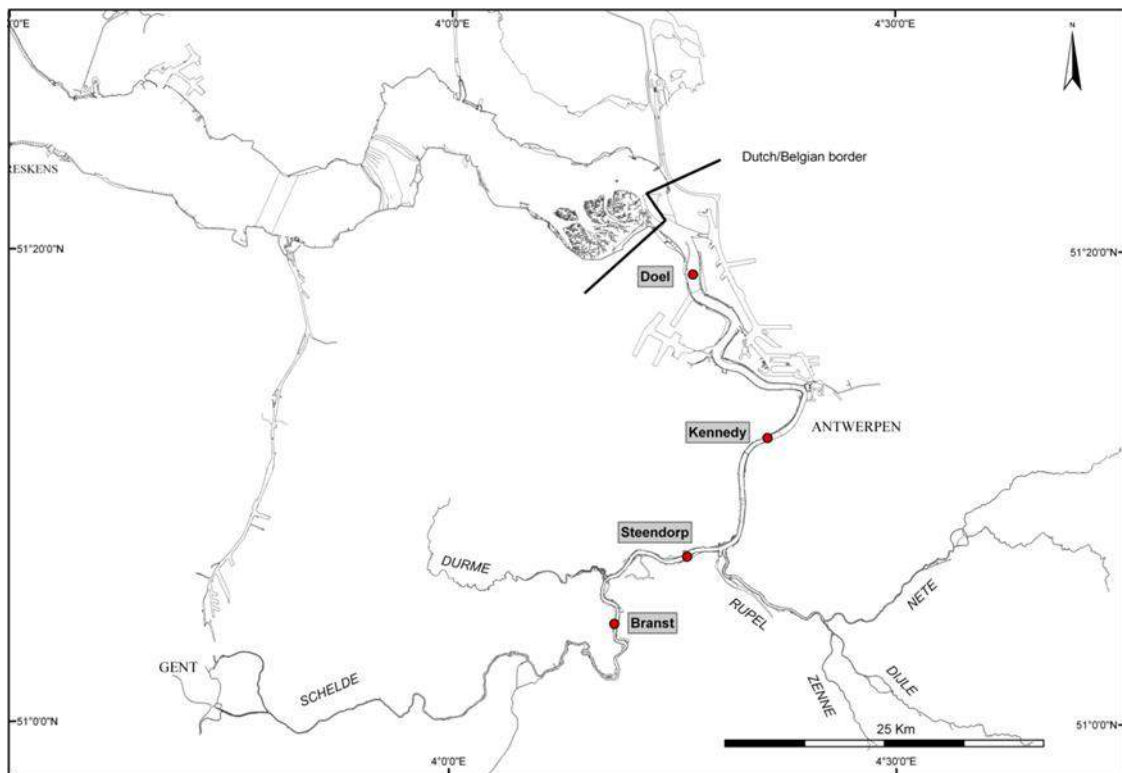 0'0"E
4°0'0"E
4°30'0"E
N
Dutch/Belgian border
RESKENS
51°20'0"N
51°20'0"N
Doel
Kennedy
ANTWERPEN
Steendorp
DURME
NETE
RUPEL
Branst
GENT
SCHELDE
ZENNE
DIJLE
25 Km
51°0'0"N
51°0'0"N
4°0'0"E
4°30'0"E